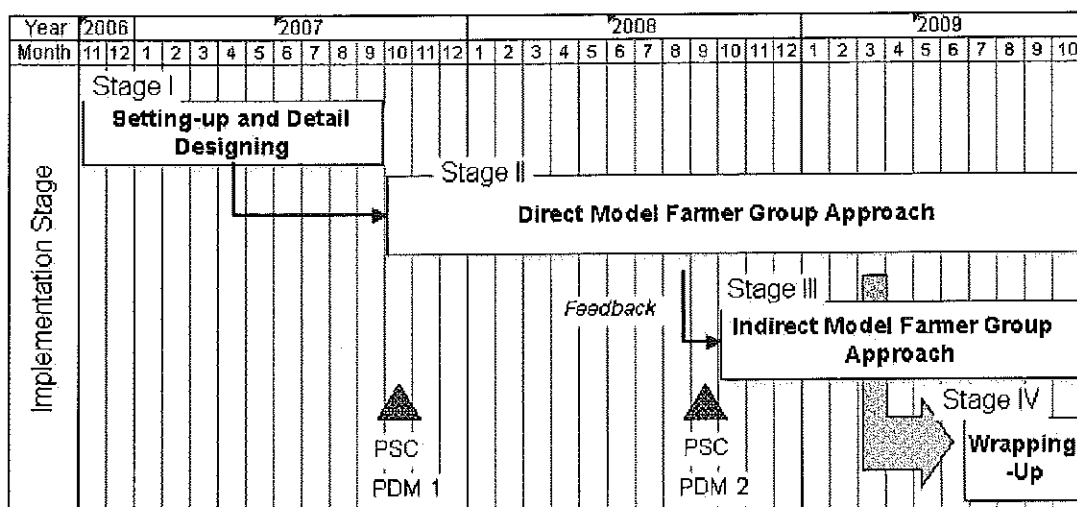 Year 2006 2007 2008 2009
Month 11 12 1 2 3 4 5 6 7 8 9 10 11 12 1 2 3 4 5 6 7 8 9 10 11 12 1 2 3 4 5 6 7 8 9 10
Implementation Stage
Stage I
Setting-up and Detail
Designing
Stage II
Direct Model Farmer Group Approach
Feedback
Stage III
Indirect Model Farmer Group
Approach
PSC
PDM 1
PSC
PDM 2
Stage IV
Wrapping
-Up